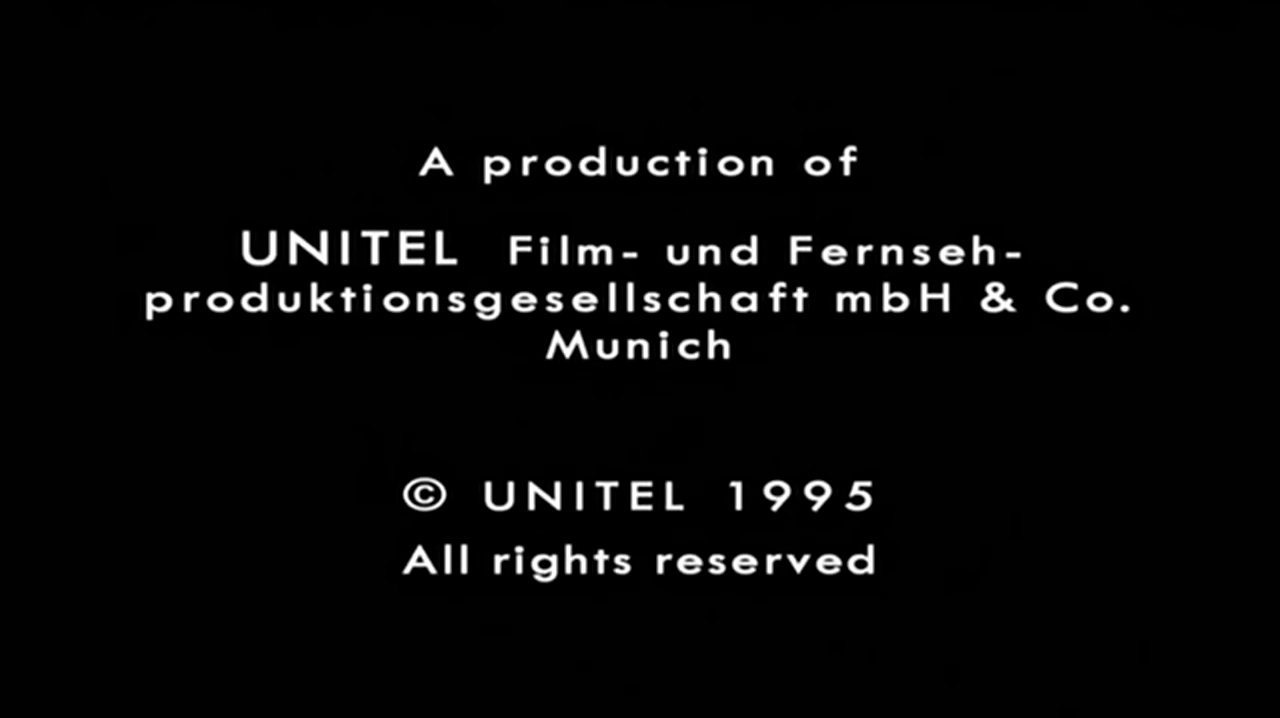 A production of
UNITEL Film- und Fernseh-
produktionsgesellschaft mbH & Co.
Munich
© UNITEL 1995
All rights reserved